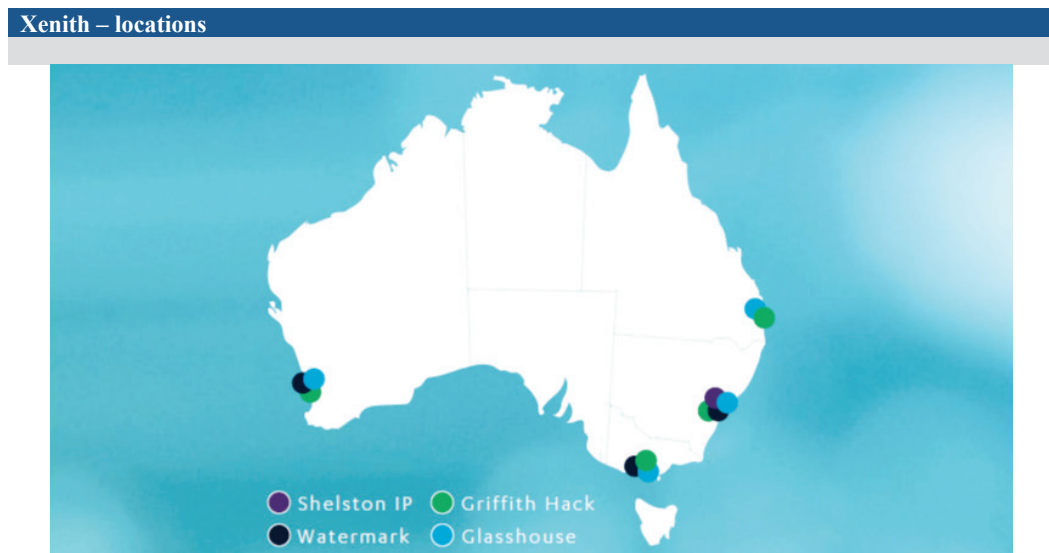 Xenith – locations
Shelston IP Griffith Hack
Watermark Glasshouse